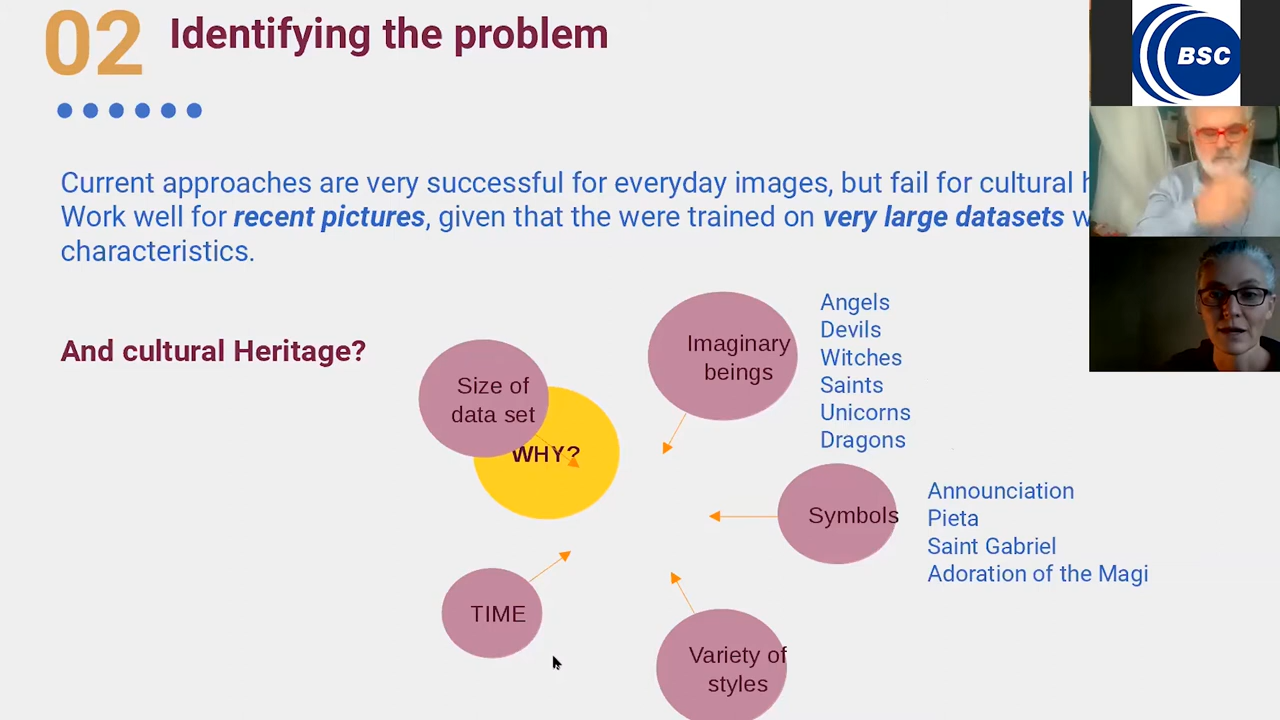 02
Identifying the problem
BSC
Current approaches are very successful for everyday images, but fail for cultural
Work well for recent pictures, given that the were trained on very large datasets
characteristics.
And cultural Heritage?
Size of
data set
WHY?
Imaginary
beings
Angels
Devils
Witches
Saints
Unicorns
Dragons
Symbols
Announciation
Pieta
Saint Gabriel
Adoration of the Magi
TIME
Variety of
styles